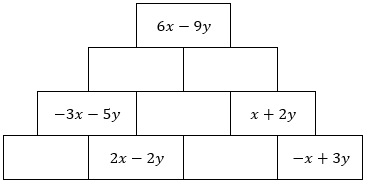 6x − 9y
−3x − 5y x + 2y
2x − 2y −x + 3y